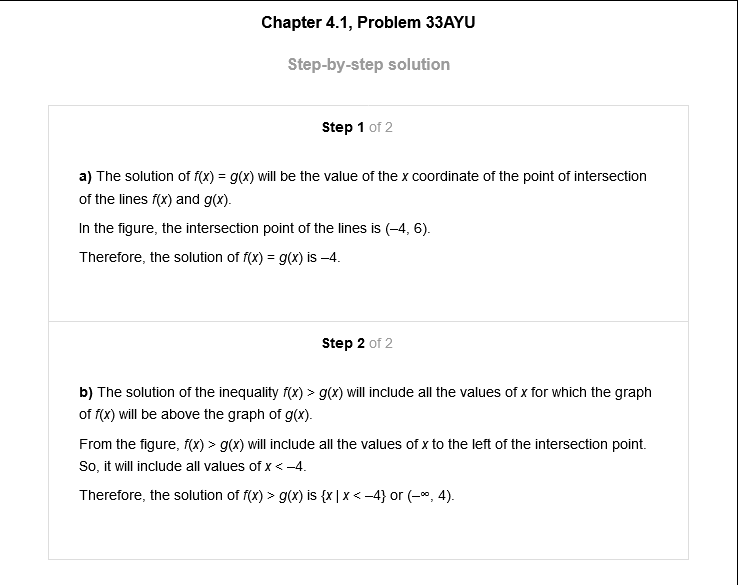 Chapter 4.1, Problem 33AYU
Step-by-step solution
Step 1 of 2
a) The solution of f(x) = g(x) will be the value of the x coordinate of the point of intersection
of the lines f(x) and g(x).
In the figure, the intersection point of the lines is (–4, 6).
Therefore, the solution of f(x) = g(x) is –4.
Step 2 of 2
b) The solution of the inequality f(x) > g(x) will include all the values of x for which the graph
of f(x) will be above the graph of g(x).
From the figure, f(x) > g(x) will include all the values of x to the left of the intersection point.
So, it will include all values of x < –4.
Therefore, the solution of f(x) > g(x) is {x | x < –4} or (–∞, 4).